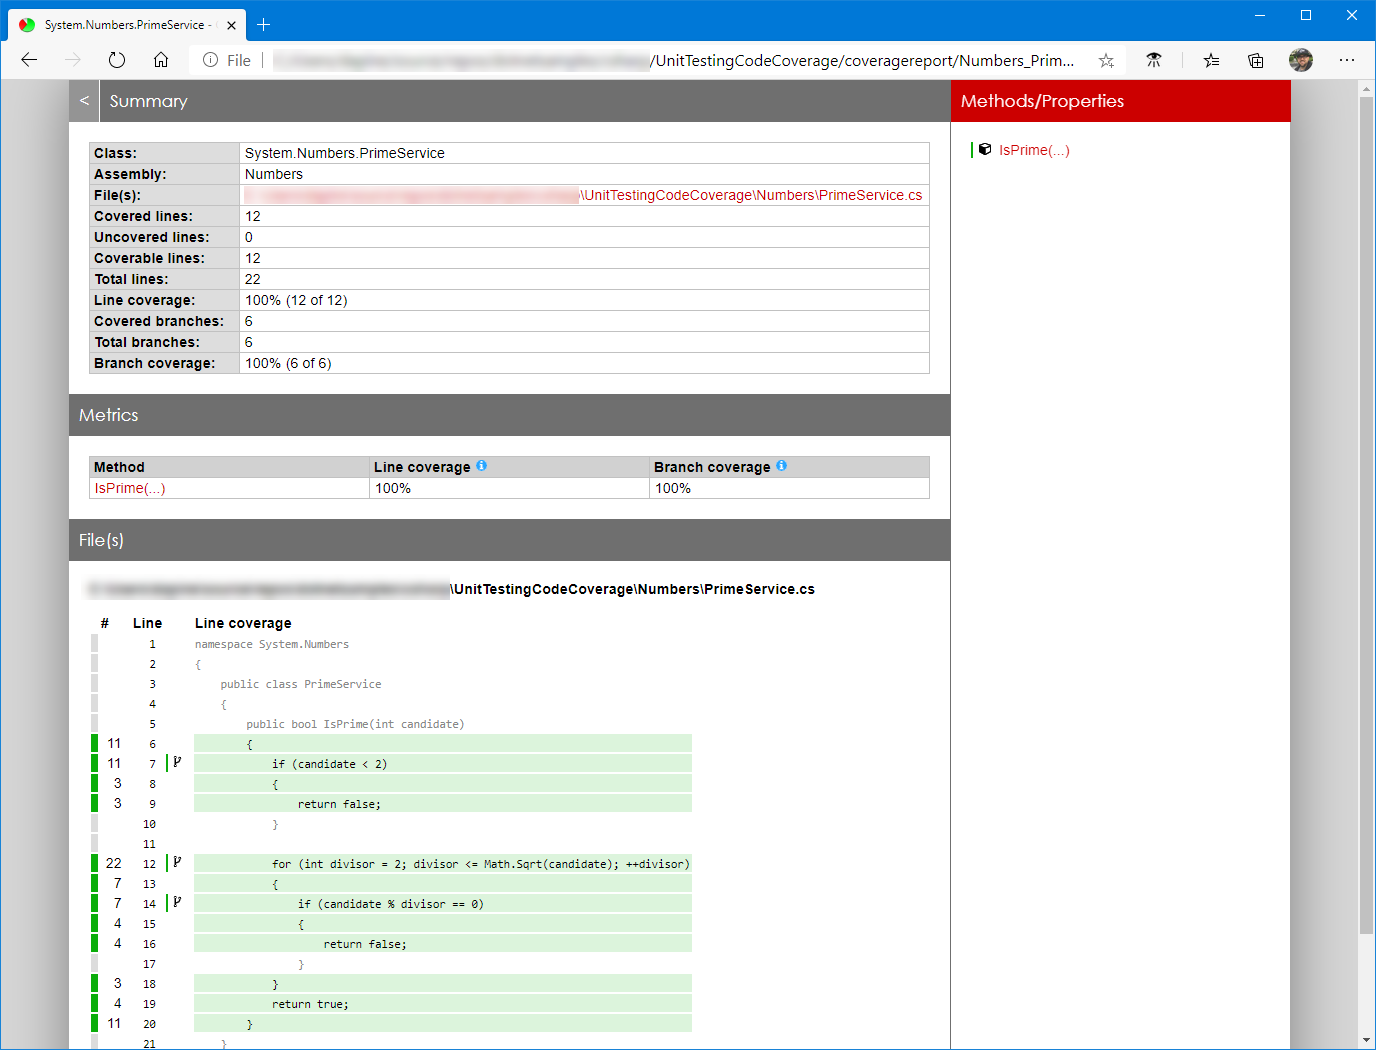 System.Numbers.PrimeService -
File
/UnitTestingCodeCoverage/coveragereport/Numbers_Prim...
< Summary
Methods/Properties
IsPrime(...)
Class: System.Numbers.PrimeService
Assembly: Numbers
File(s): \UnitTestingCodeCoverage\Numbers\PrimeService.cs
Covered lines: 12
Uncovered lines: 0
Coverable lines: 12
Total lines: 22
Line coverage: 100% (12 of 12)
Covered branches: 6
Total branches: 6
Branch coverage: 100% (6 of 6)
Metrics
Method Line coverage Branch coverage
IsPrime(...) 100% 100%
File(s)
\UnitTestingCodeCoverage\Numbers\PrimeService.cs
# Line Line coverage
1 namespace System.Numbers
2 {
3 public class PrimeService
4 {
5 public bool IsPrime(int candidate)
11 6 {
11 7 if (candidate < 2)
3 8 {
3 9 return false;
10 }
11
22 12 for (int divisor = 2; divisor <= Math.Sqrt(candidate); ++divisor)
7 13 {
7 14 if (candidate % divisor == 0)
4 15 {
4 16 return false;
17 }
3 18 }
4 19 return true;
11 20 }
21 }